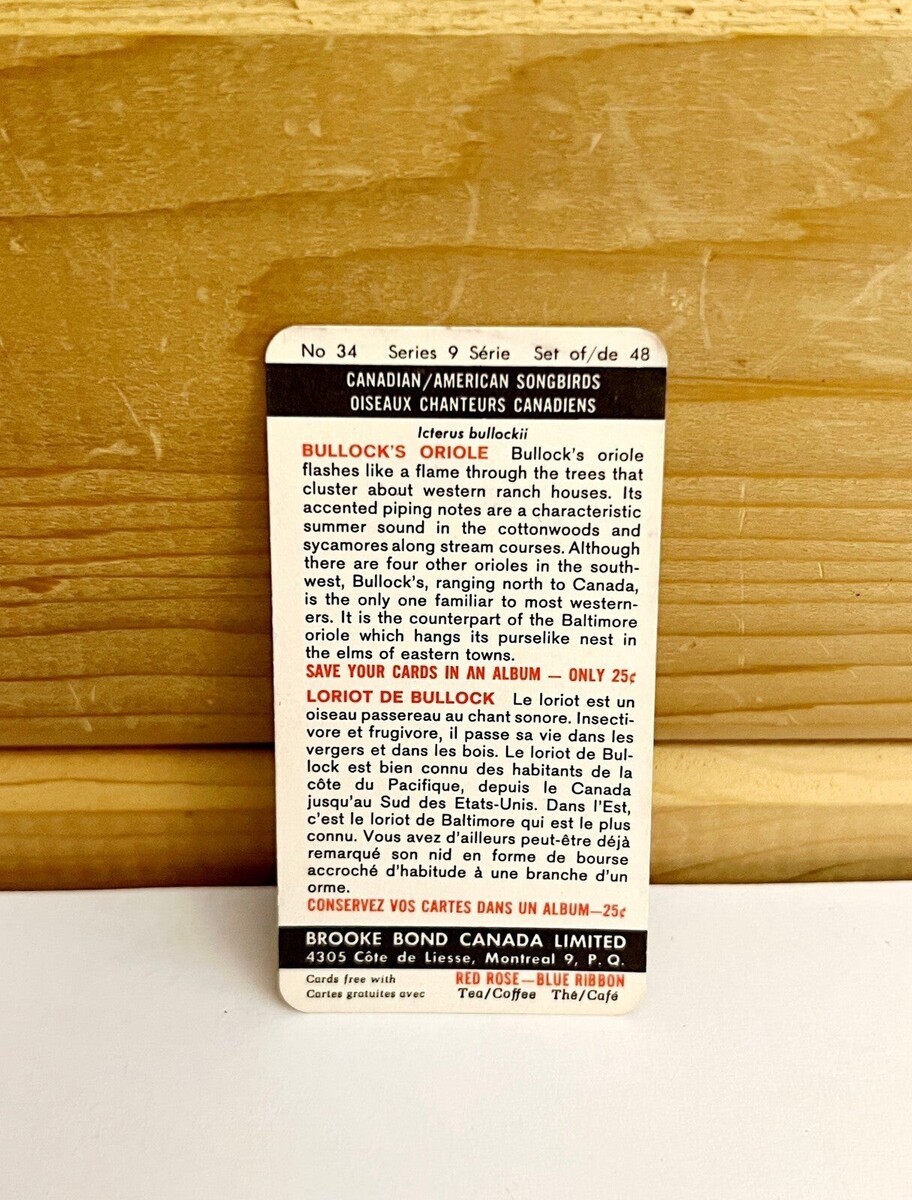 No 34 Series 9 Série Set of/de 48
CANADIAN/AMERICAN SONGBIRDS
OISEAUX CHANTEURS CANADIENS
Icterus bullockii
BULLOCK'S ORIOLE Bullock's oriole
flashes like a flame through the trees that
cluster about western ranch houses. Its
accented piping notes are a characteristic
summer sound in the cottonwoods and
sycamores along stream courses. Although
there are four other orioles in the south-
west, Bullock's, ranging north to Canada,
is the only one familiar to most western-
ers. It is the counterpart of the Baltimore
oriole which hangs its purselike nest in
the elms of eastern towns.
SAVE YOUR CARDS IN AN ALBUM — ONLY 25¢
LORIOT DE BULLOCK Le loriot est un
oiseau passereau au chant sonore. Insecti-
vore et frugivore, il passe sa vie dans les
vergers et dans les bois. Le loriot de Bul-
lock est bien connu des habitants de la
côte du Pacifique, depuis le Canada
jusqu'au Sud des Etats-Unis. Dans l'Est,
c'est le loriot de Baltimore qui est le plus
connu. Vous avez d'ailleurs peut-être déjà
remarqué son nid en forme de bourse
accroché d'habitude à une branche d'un
orme.
CONSERVEZ VOS CARTES DANS UN ALBUM—25¢
BROOKE BOND CANADA LIMITED
4305 Côte de Liesse, Montreal 9, P. Q.
Cards free with RED ROSE—BLUE RIBBON
Cartes gratuites avec Tea/Coffee Thé/Café